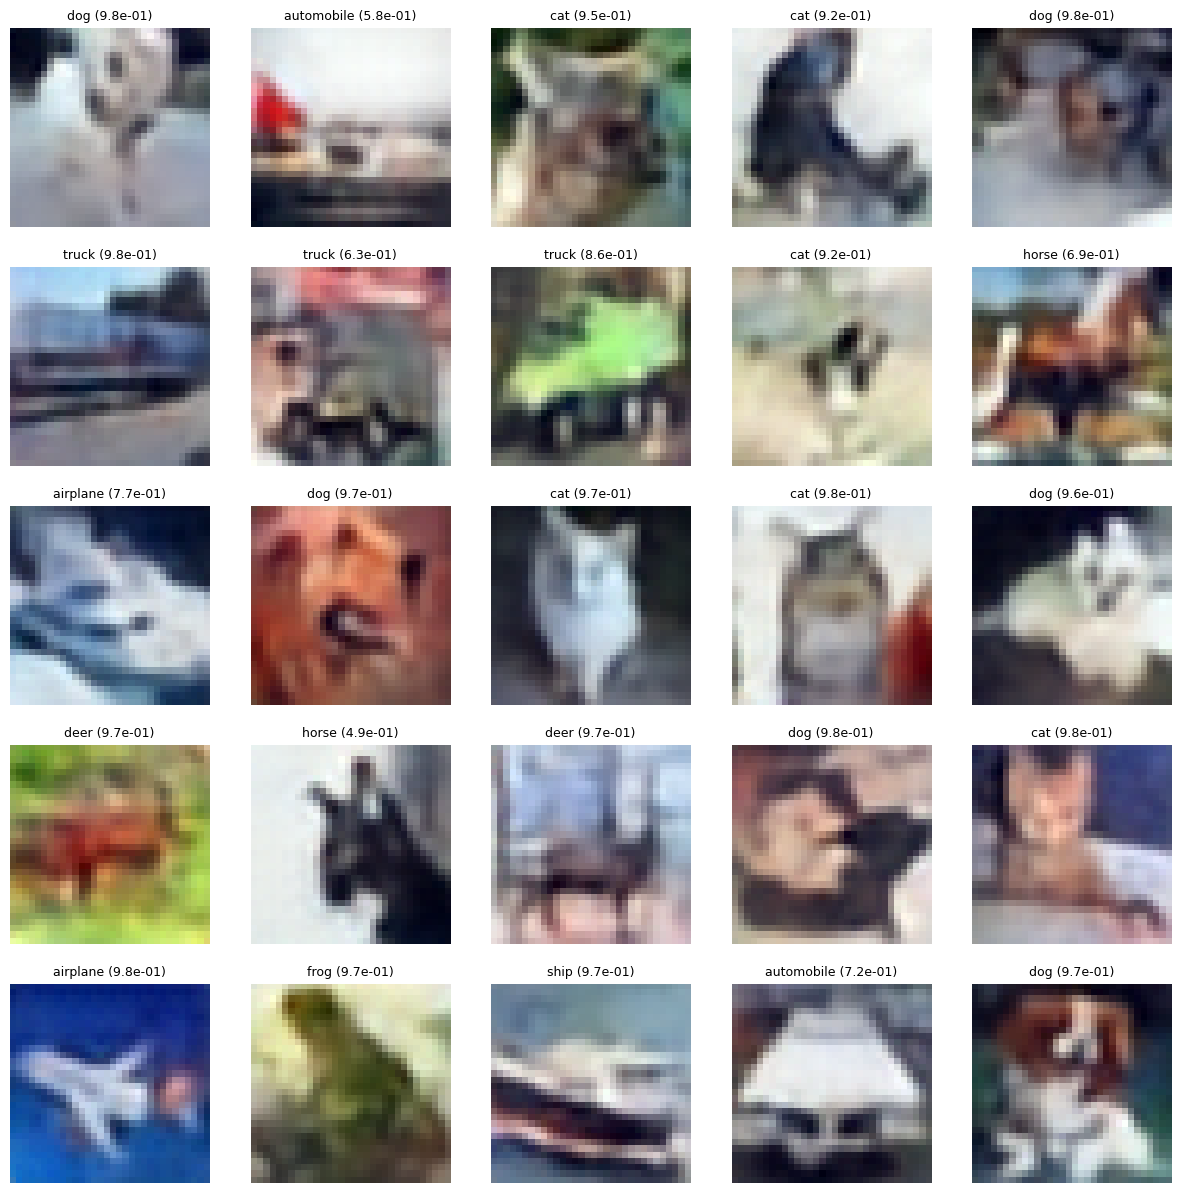 dog (9.8e-01)
automobile (5.8e-01)
cat (9.5e-01)
cat (9.2e-01)
dog (9.8e-01)
truck (9.8e-01)
truck (6.3e-01)
truck (8.6e-01)
cat (9.2e-01)
horse (6.9e-01)
airplane (7.7e-01)
dog (9.7e-01)
cat (9.7e-01)
cat (9.8e-01)
dog (9.6e-01)
deer (9.7e-01)
horse (4.9e-01)
deer (9.7e-01)
dog (9.8e-01)
cat (9.8e-01)
airplane (9.8e-01)
frog (9.7e-01)
ship (9.7e-01)
automobile (7.2e-01)
dog (9.7e-01)